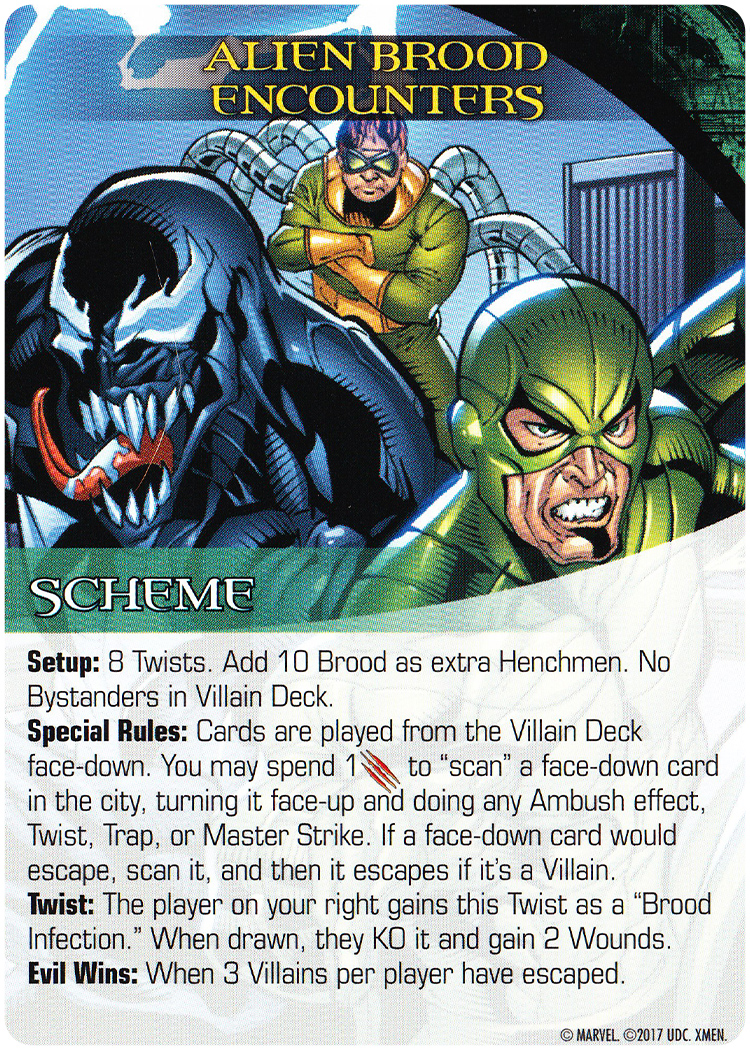 ALIEN BROOD
ENCOUNTERS
SCHEME
Setup: 8 Twists. Add 10 Brood as extra Henchmen. No
Bystanders in Villain Deck.
Special Rules: Cards are played from the Villain Deck
face-down. You may spend 1 to “scan” a face-down card
in the city, turning it face-up and doing any Ambush effect,
Twist, Trap, or Master Strike. If a face-down card would
escape, scan it, and then it escapes if it's a Villain.
Twist: The player on your right gains this Twist as a “Brood
Infection.” When drawn, they KO it and gain 2 Wounds.
Evil Wins: When 3 Villains per player have escaped.
© MARVEL. ©2017 UDC. XMEN.